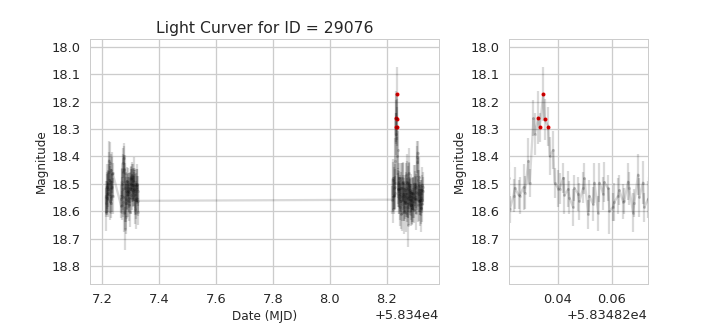 Light Curver for ID = 29076
18.0
18.1
18.2
18.3
18.4
18.5
18.6
18.7
18.8
Magnitude
7.2 7.4 7.6 7.8 8.0 8.2
Date (MJD)
+5.834e4
18.0
18.1
18.2
18.3
18.4
18.5
18.6
18.7
18.8
Magnitude
0.04 0.06
+5.83482e4